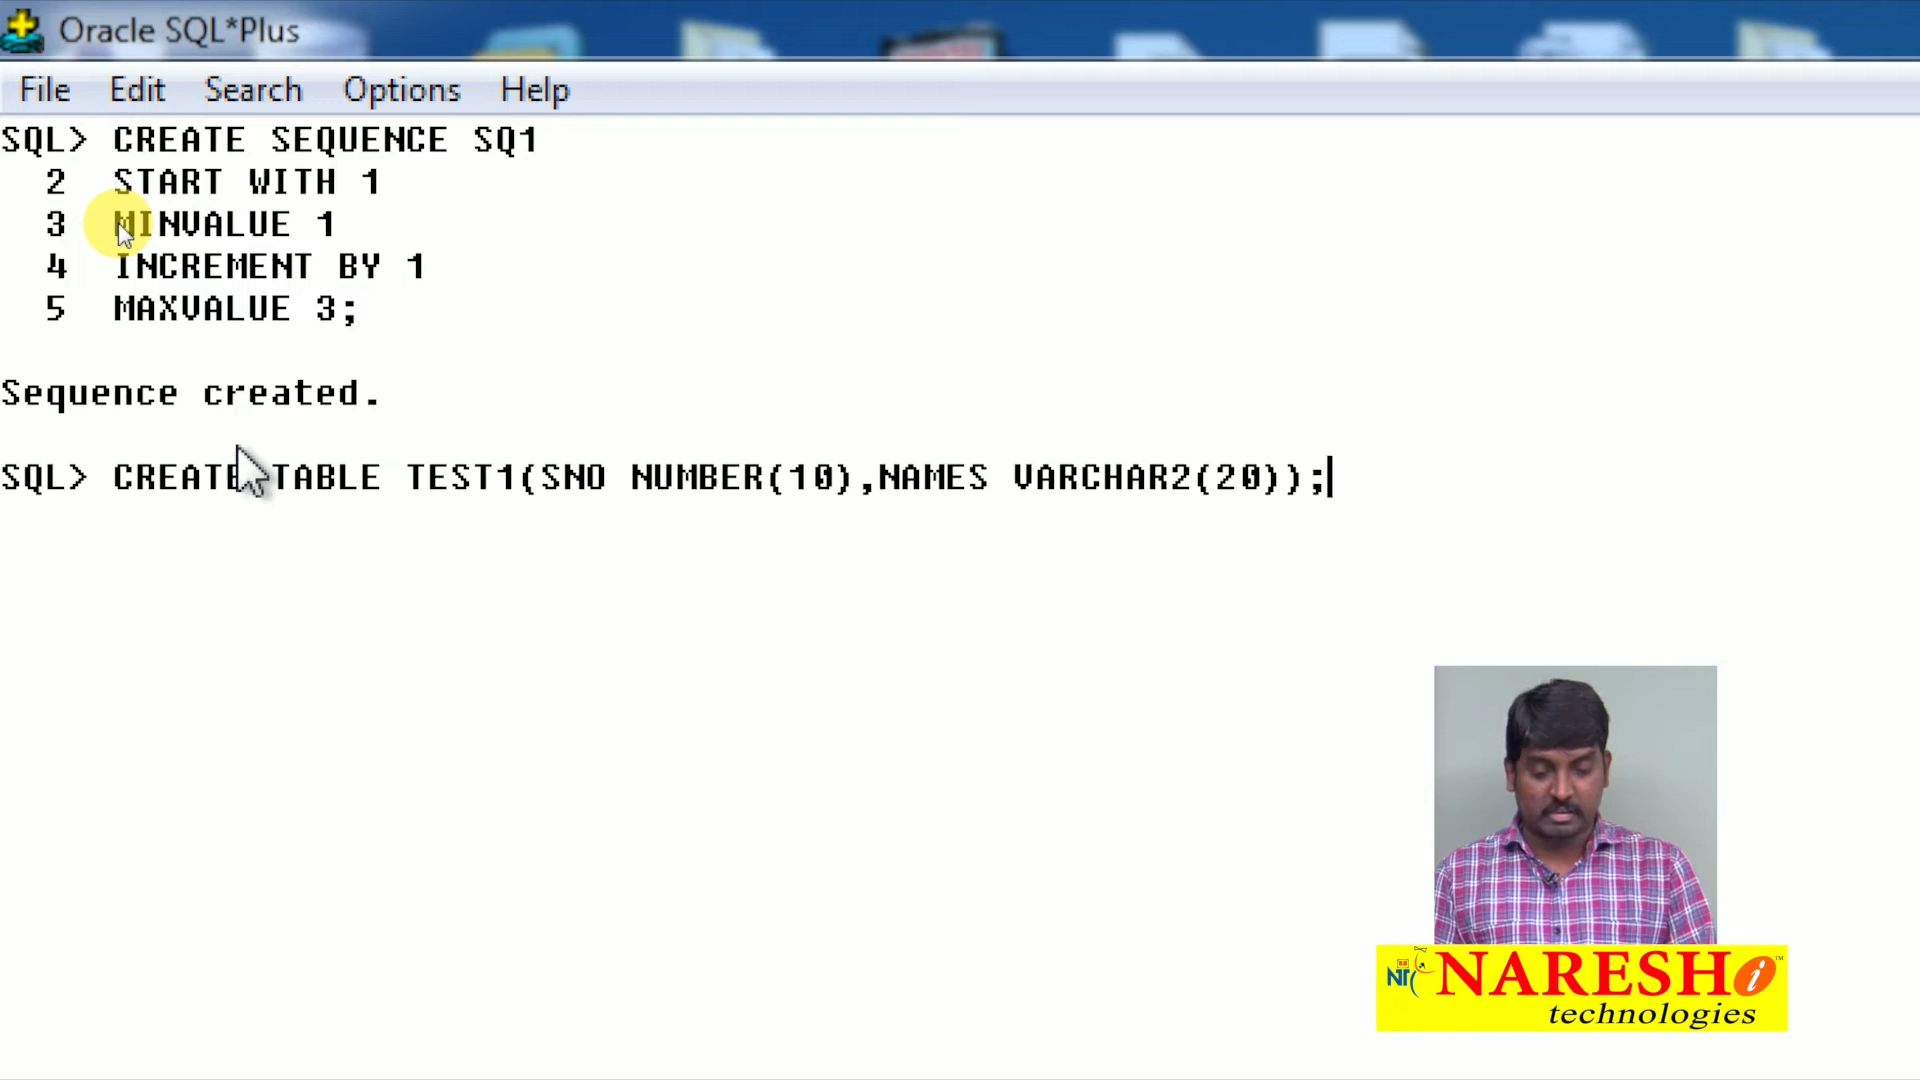 Oracle SQL*Plus
File Edit Search Options Help
SQL> CREATE SEQUENCE SQ1
2 START WITH 1
3 MINVALUE 1
4 INCREMENT BY 1
5 MAXVALUE 3;
Sequence created.
SQL> CREATE TABLE TEST1(SNO NUMBER(10),NAMES VARCHAR2(20));
NT NARESH i ™
technologies